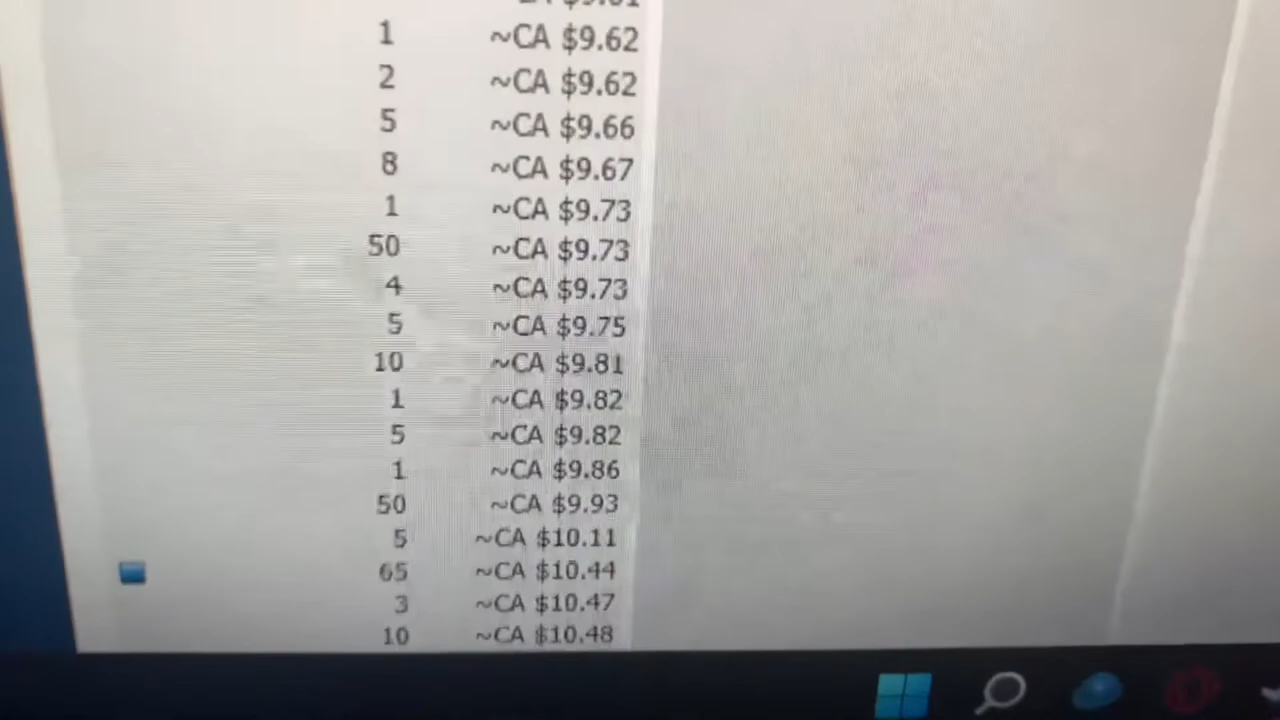 1 ~CA $9.62
2 ~CA $9.62
5 ~CA $9.66
8 ~CA $9.67
1 ~CA $9.73
50 ~CA $9.73
4 ~CA $9.73
5 ~CA $9.75
10 ~CA $9.81
1 ~CA $9.82
5 ~CA $9.82
1 ~CA $9.86
50 ~CA $9.93
5 ~CA $10.11
65 ~CA $10.44
3 ~CA $10.47
10 ~CA $10.48